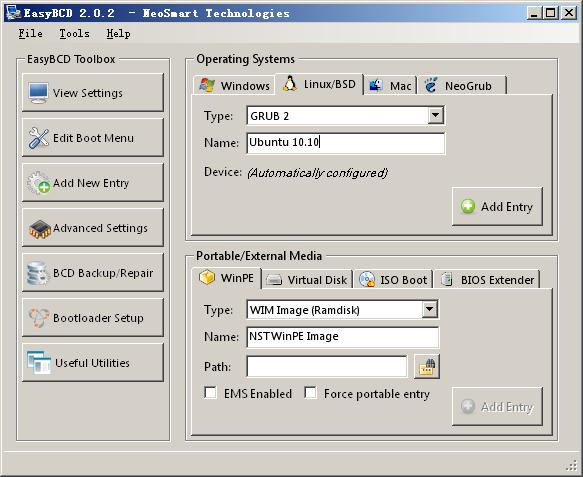 EasyBCD 2.0.2 - NeoSmart Technologies
File Tools Help
EasyBCD Toolbox
View Settings
Edit Boot Menu
Add New Entry
Advanced Settings
BCD Backup/Repair
Bootloader Setup
Useful Utilities
Operating Systems
Windows Linux/BSD Mac NeoGrub
Type: GRUB 2
Name: Ubuntu 10.10
Device: (Automatically configured)
Add Entry
Portable/External Media
WinPE Virtual Disk ISO Boot BIOS Extender
Type: WIM Image (Ramdisk)
Name: NSTWinPE Image
Path:
EMS Enabled Force portable entry
Add Entry